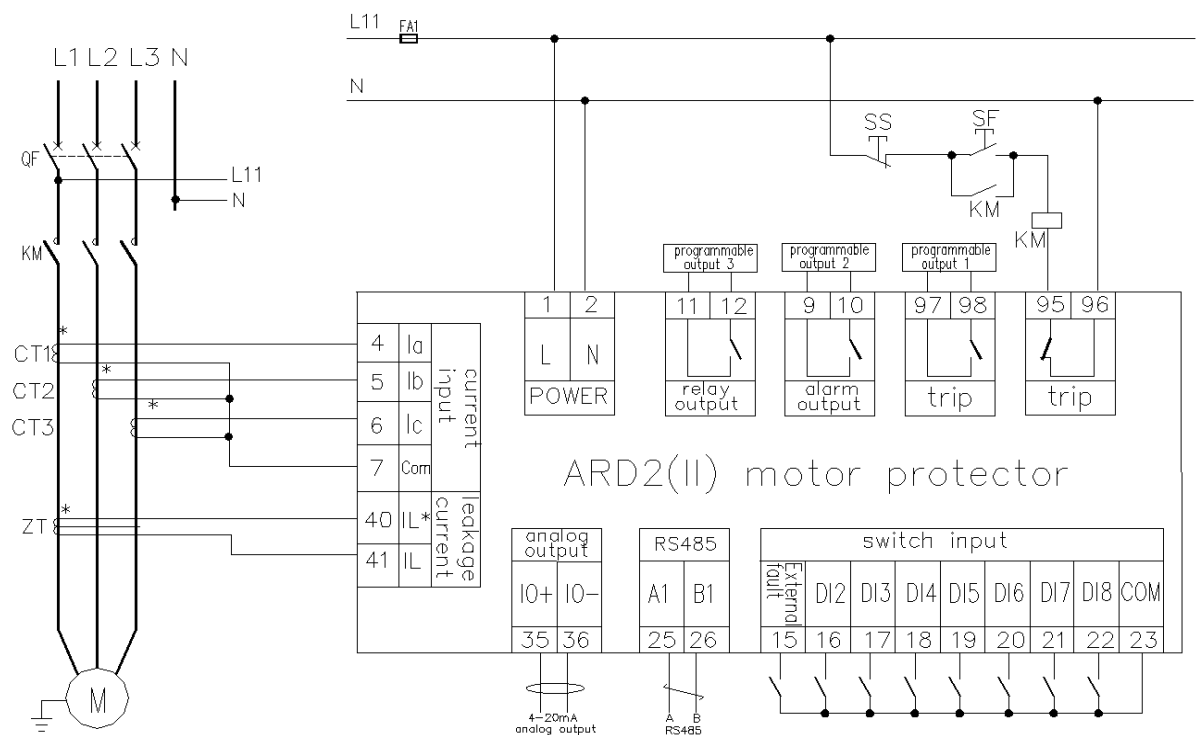 L1 L2 L3 N
QF
L11
N
KM
*
CT1
*
CT2
*
CT3
*
ZT
M
L11
FA1
N
SS
SF
KM
KM
programmable
output 3
programmable
output 2
programmable
output 1
1 2
L N
POWER
11 12
relay
output
9 10
alarm
output
97 98
trip
95 96
trip
4 Ia
5 Ib
6 Ic
7 Com
current
input
40 IL*
41 IL
leakage
current
ARD2(II) motor protector
analog
output
IO+ IO-
35 36
4-20mA
analog output
RS485
A1 B1
25 26
A B
RS485
switch input
External
fault
DI2 DI3 DI4 DI5 DI6 DI7 DI8 COM
15 16 17 18 19 20 21 22 23